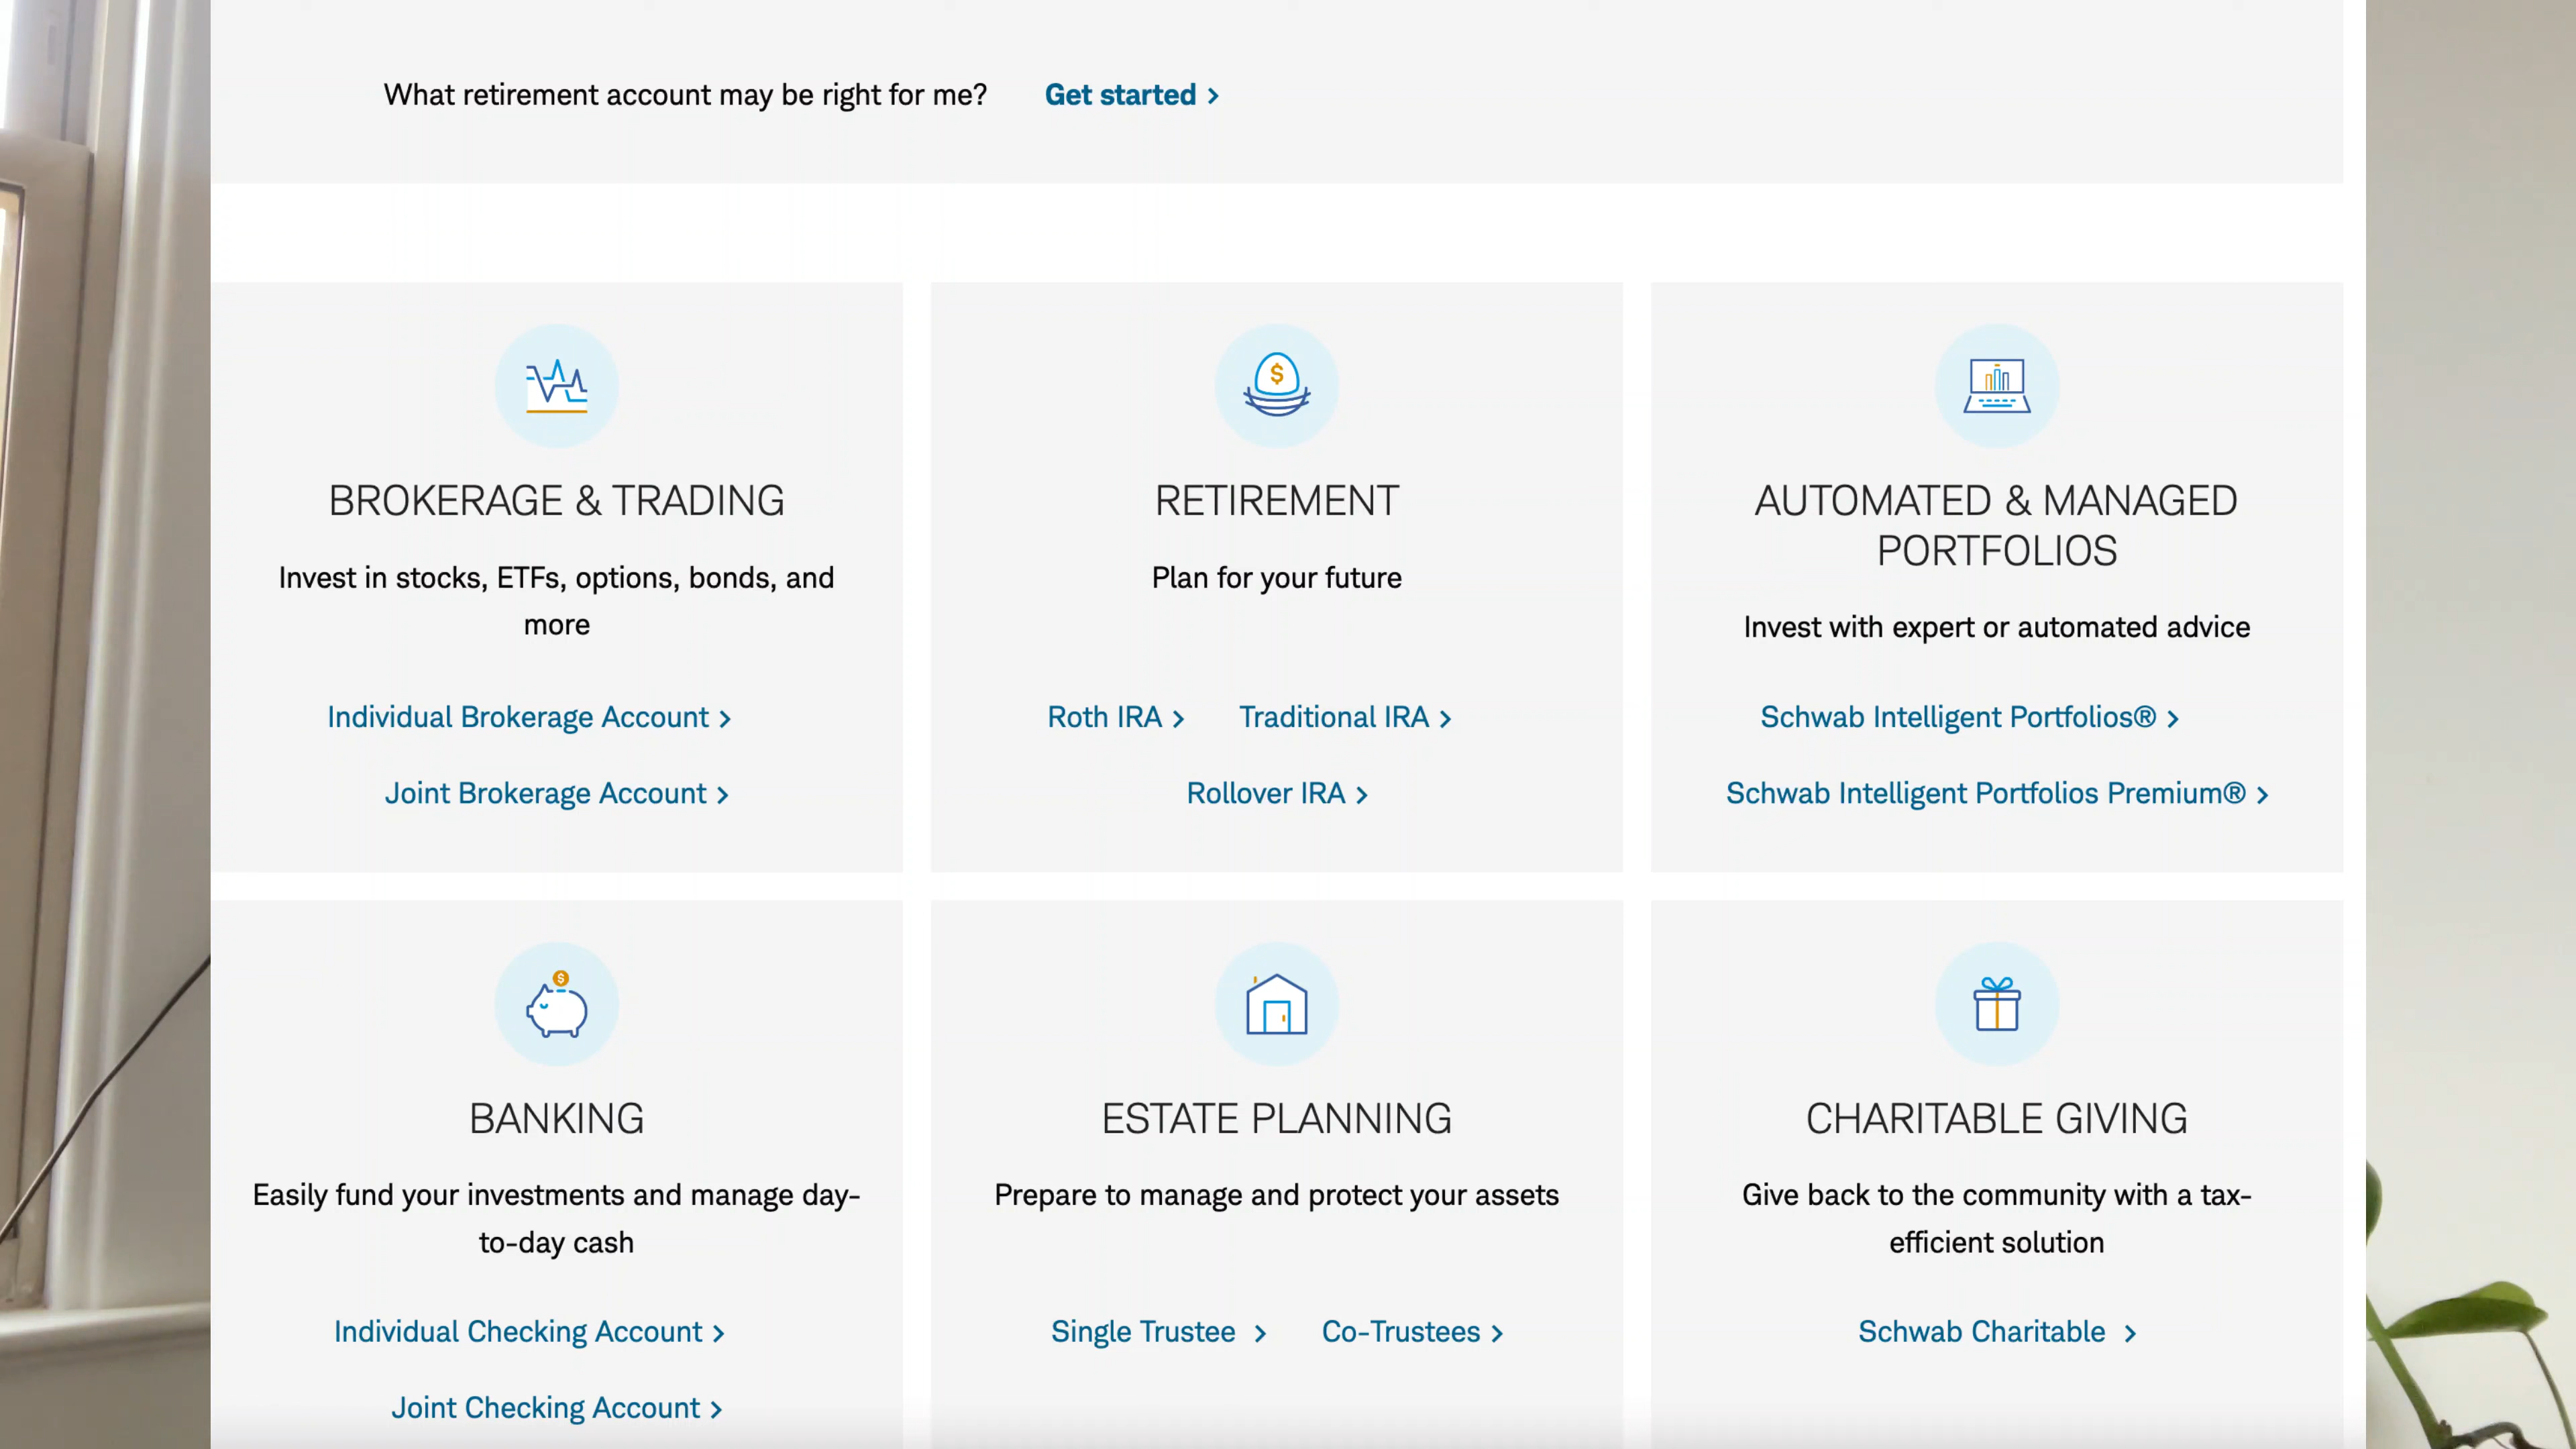 What retirement account may be right for me? Get started >
BROKERAGE & TRADING
Invest in stocks, ETFs, options, bonds, and
more
Individual Brokerage Account >
Joint Brokerage Account >
RETIREMENT
Plan for your future
Roth IRA > Traditional IRA >
Rollover IRA >
AUTOMATED & MANAGED
PORTFOLIOS
Invest with expert or automated advice
Schwab Intelligent Portfolios® >
Schwab Intelligent Portfolios Premium® >
BANKING
Easily fund your investments and manage day-
to-day cash
Individual Checking Account >
Joint Checking Account >
ESTATE PLANNING
Prepare to manage and protect your assets
Single Trustee > Co-Trustees >
CHARITABLE GIVING
Give back to the community with a tax-
efficient solution
Schwab Charitable >